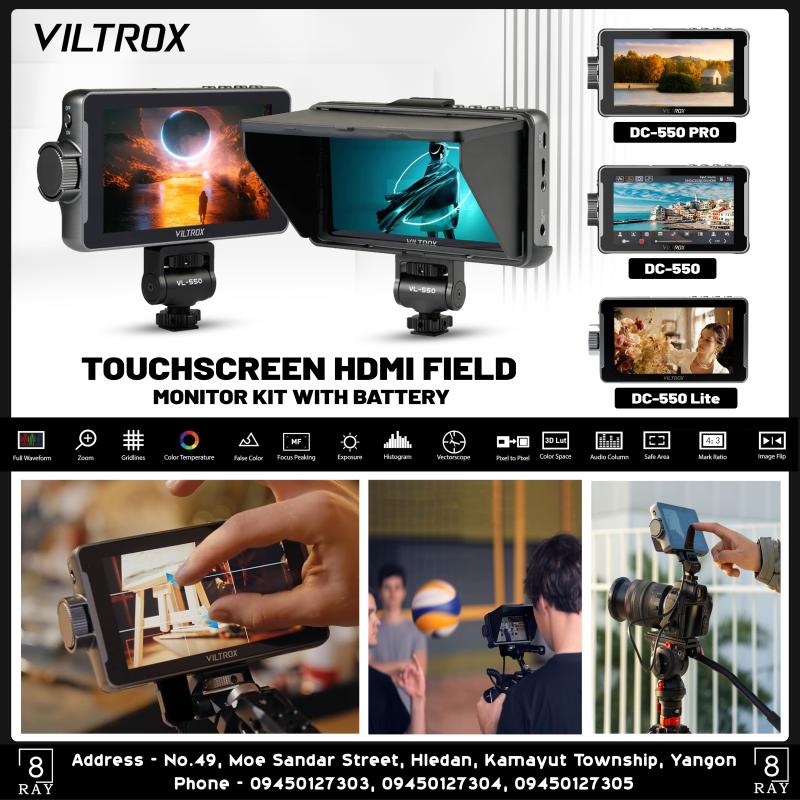 VILTROX
OFF
VILTROX
VILTROX
VL-550
VL-550
DC-550 PRO
VILTROX
DC-550
VILTROX
DC-550 Lite
TOUCHSCREEN HDMI FIELD
MONITOR KIT WITH BATTERY
MF
3D Lut
4:3
Full Waveform
Zoom
Gridlines
Color Temperature
False Color
Focus Peaking
Exposure
Histogram
Vectorscope
Pixel to Pixel
Color Space
Audio Column
Safe Area
Mark Ratio
Image Flip
VILTROX
8
RAY
Address - No.49, Moe Sandar Street, Hledan, Kamayut Township, Yangon
Phone - 09450127303, 09450127304, 09450127305
8
RAY